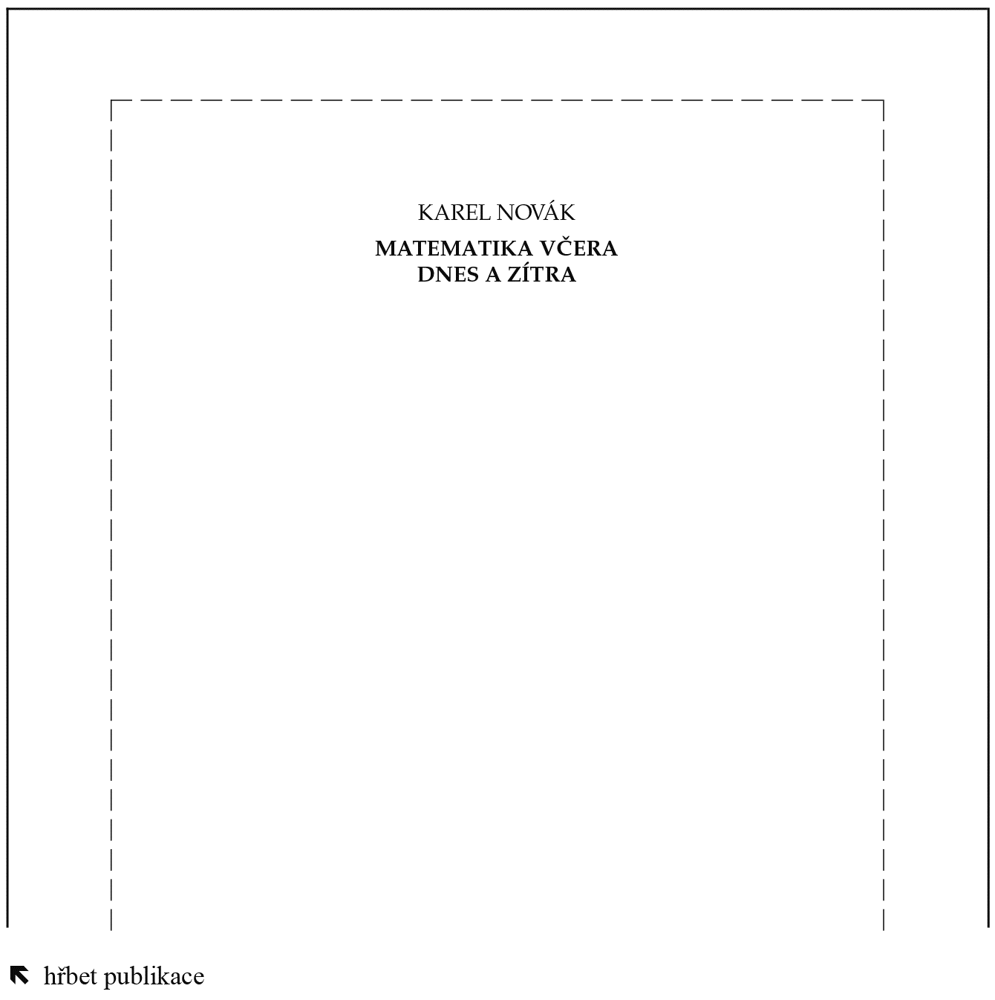 KAREL NOVÁK
MATEMATIKA VČERA
DNES A ZÍTRA
hřbet publikace